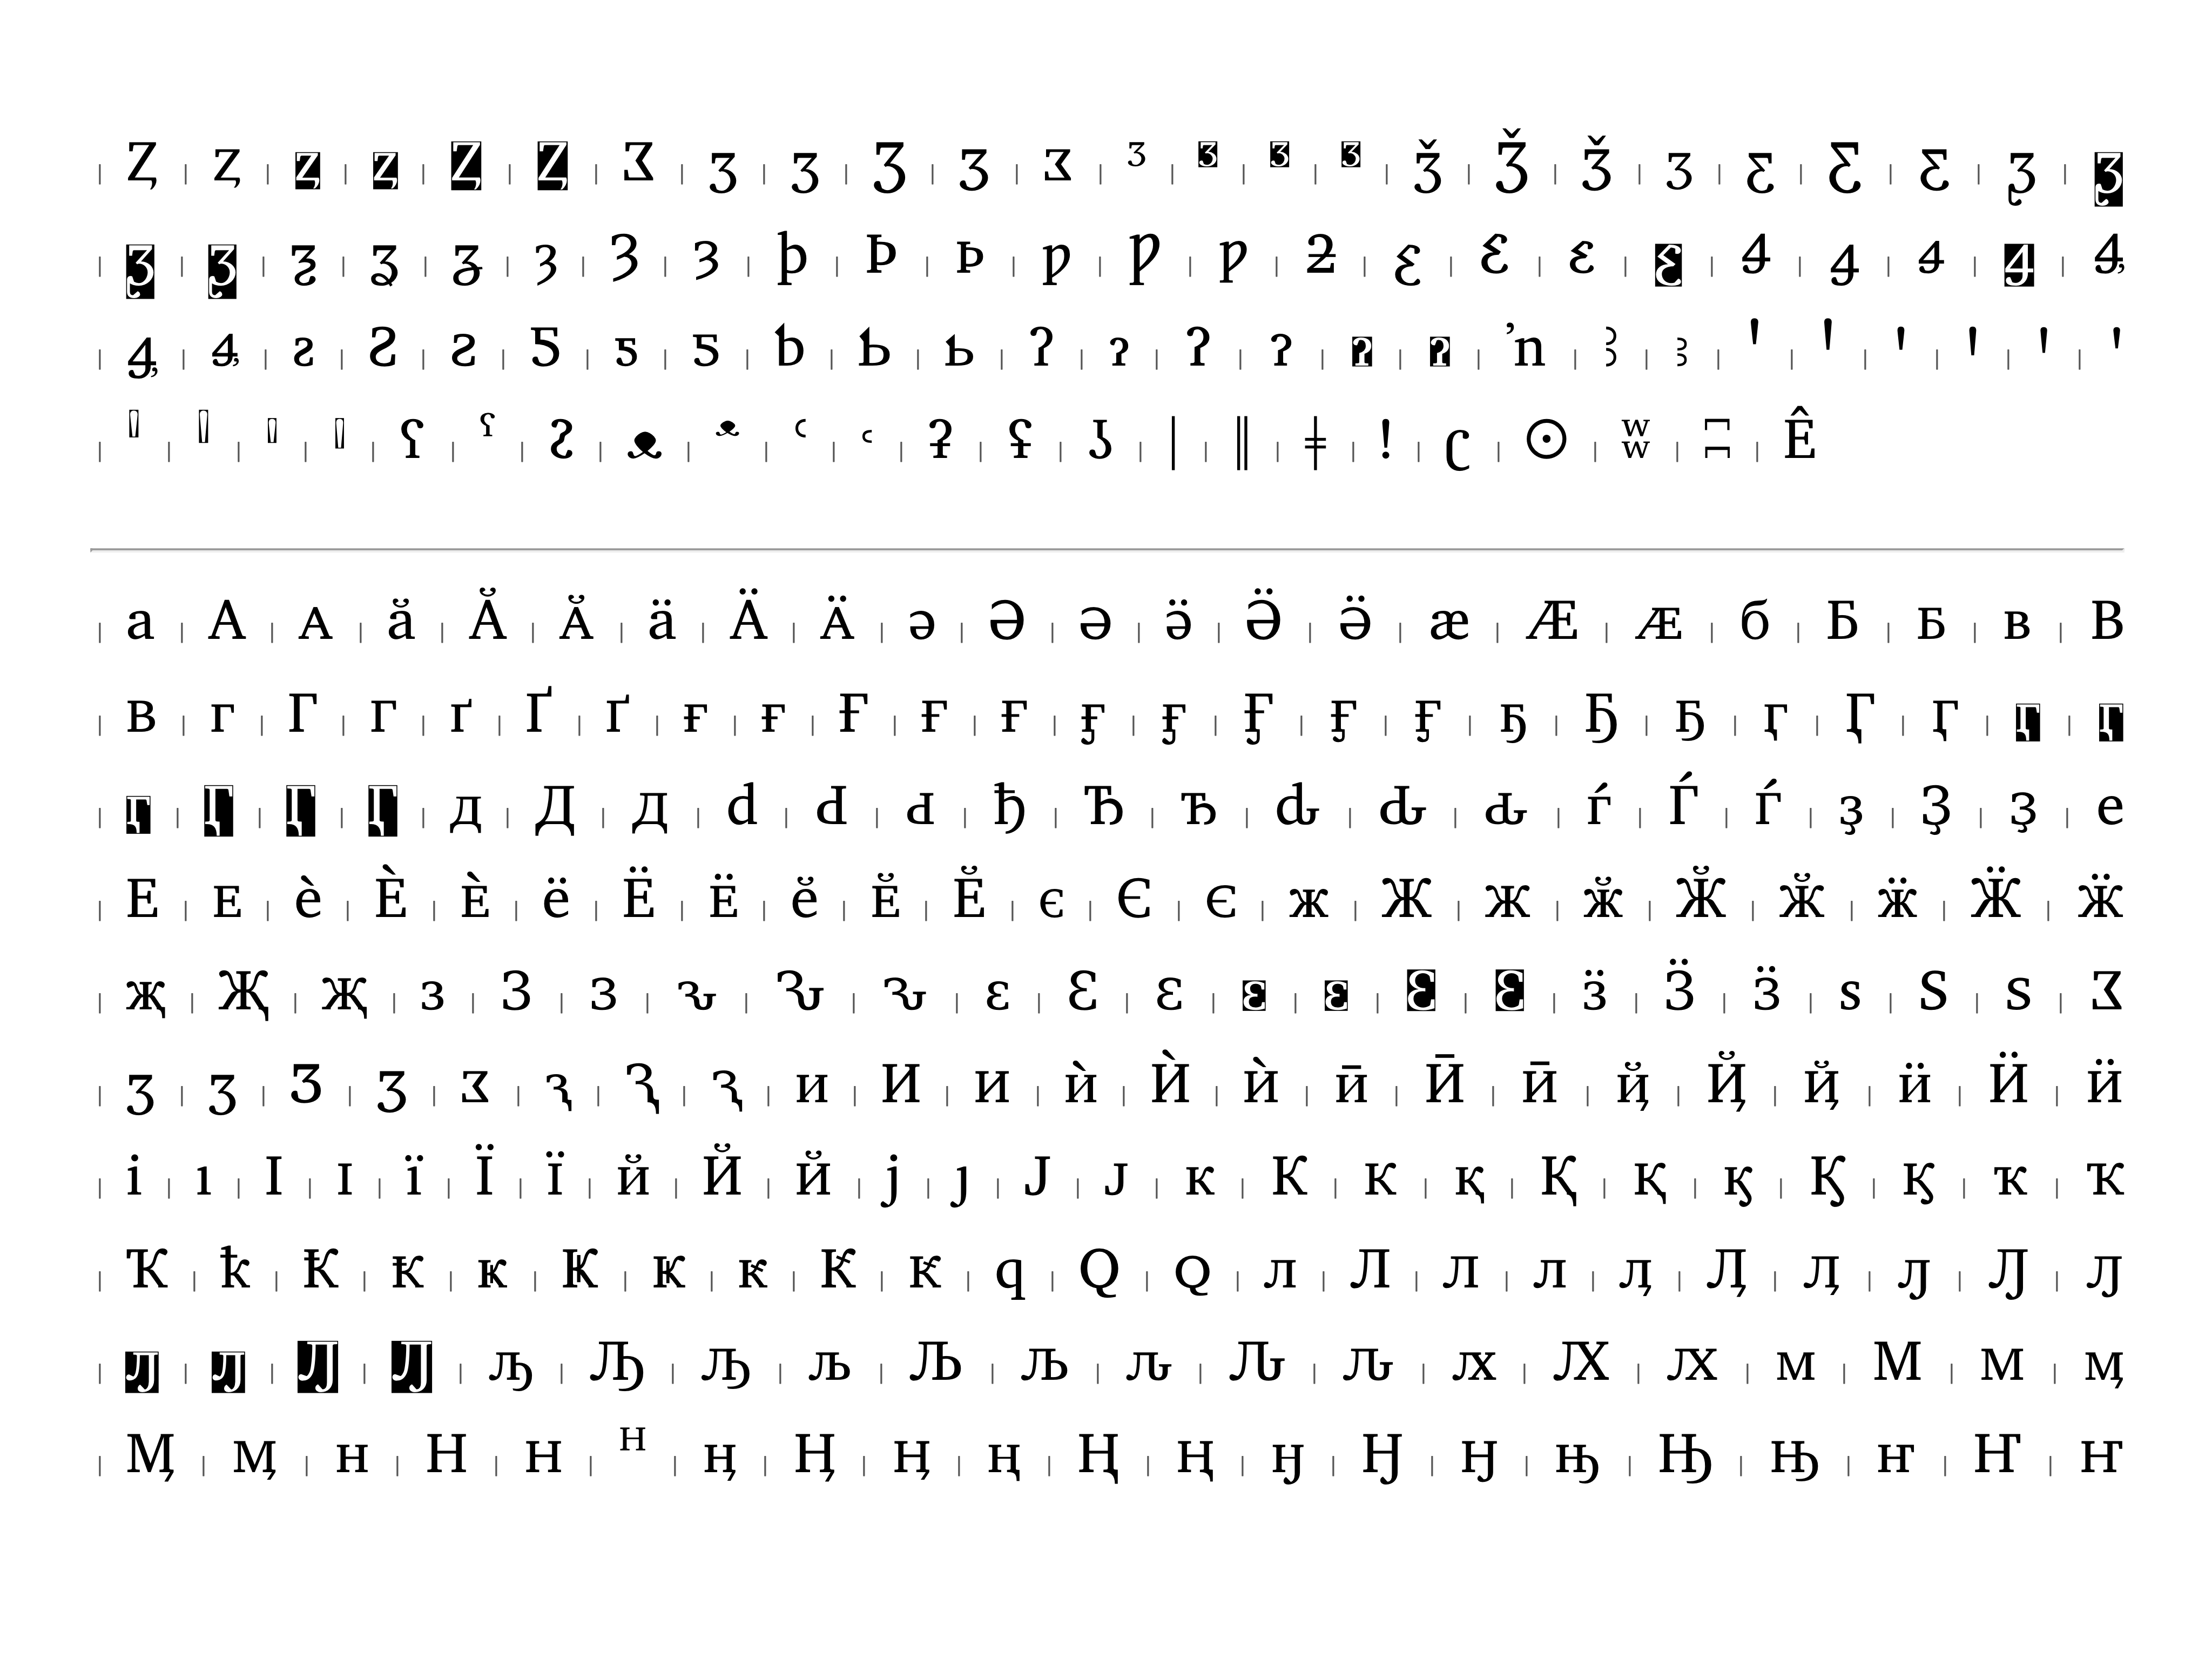 Ⱬ ⱬ Ʒ ʒ ʒ Ʒ ʒ ʒ Ǯ Ǯ Ǯ ʒ Ƹ
ȝ Ȝ ȝ þ Þ þ ƿ Ƿ ƿ ƻ
ƨ Ƨ ƨ Ƽ ƽ ƽ ʔ ʔ ŉ ' ' ' ' ' '
ʕ ˤ ʡ ʢ ǀ ǁ ǂ ǃ ʗ ʘ ʬ ʭ Ê
а А А ӑ Ӑ Ӑ ӓ Ӓ Ӓ ә Ә Ә ӛ Ӛ Ӛ ӕ Ӕ Ӕ б Б Б в В
В г Г Г ґ Ґ Ґ ғ ғ Ғ Ғ Ғ ӻ ӻ Ӻ Ӻ Ӻ ҕ Ҕ Ҕ ӷ Ӷ Ӷ
д Д Д ԁ Ԁ Ԁ ђ Ђ Ђ ԃ Ԃ Ԃ ѓ Ѓ Ѓ ҙ Ҙ Ҙ е
Е Е ѐ Ѐ Ѐ ё Ё Ё ӗ Ӗ Ӗ є Є Є ж Ж Ж ӂ Ӂ Ӂ ӝ Ӝ Ӝ
җ Җ Җ з З З ԅ Ԅ Ԅ ԑ Ԑ Ԑ ӟ Ӟ Ӟ ѕ Ѕ Ѕ Ӡ
ӡ ӡ Ӡ ӡ Ӡ ԇ Ԇ Ԇ и И И ѝ Ѝ Ѝ ӣ Ӣ Ӣ ҋ Ҋ Ҋ ӥ Ӥ Ӥ
і ı І І ї Ї Ї й Й Й ј ȷ Ј Ј к К К қ Қ Қ ӄ Ӄ Ӄ ҡ Ҡ
Ҡ ҟ Ҟ Ҟ ҝ Ҝ Ҝ ԟ Ԟ Ԟ ԛ Ԛ Ԛ л Л Л л ӆ Ӆ Ӆ ԓ Ԓ Ԓ
ԡ Ԡ Ԡ љ Љ Љ ԉ Ԉ Ԉ ԕ Ԕ Ԕ м М М ӎ
Ӎ Ӎ н Н Н ᵸ ӊ Ӊ Ӊ ң Ң Ң ӈ Ӈ Ӈ ԣ Ԣ Ԣ ҥ Ҥ Ҥ